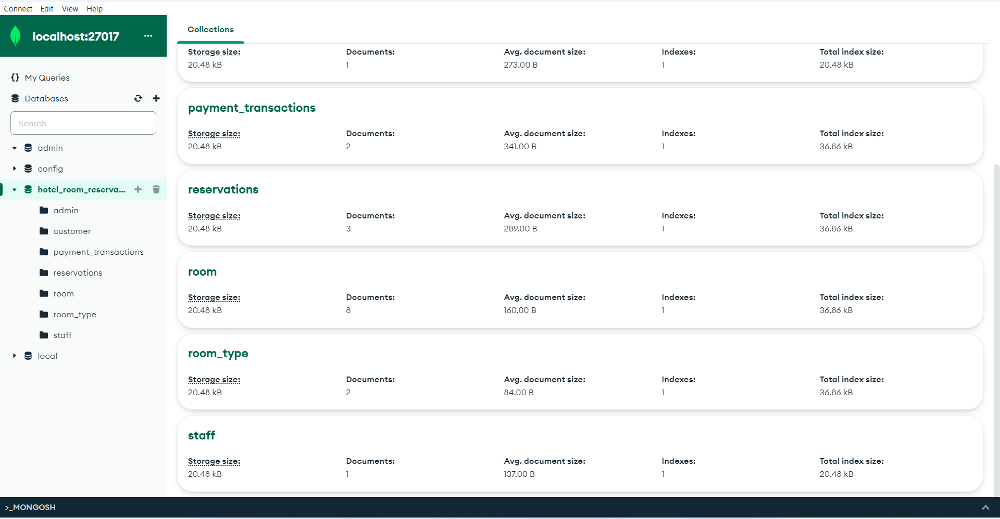 Connect Edit View Help
localhost:27017 ...
{} My Queries
Databases
Search
admin
config
hotel_room_reserva...
admin
customer
payment_transactions
reservations
room
room_type
staff
local
Collections
Storage size: Documents: Avg. document size: Indexes: Total index size:
20.48 kB 1 273.00 B 1 20.48 kB
payment_transactions
Storage size: Documents: Avg. document size: Indexes: Total index size:
20.48 kB 2 341.00 B 1 36.86 kB
reservations
Storage size: Documents: Avg. document size: Indexes: Total index size:
20.48 kB 3 289.00 B 1 36.86 kB
room
Storage size: Documents: Avg. document size: Indexes: Total index size:
20.48 kB 8 160.00 B 1 36.86 kB
room_type
Storage size: Documents: Avg. document size: Indexes: Total index size:
20.48 kB 2 84.00 B 1 36.86 kB
staff
Storage size: Documents: Avg. document size: Indexes: Total index size:
20.48 kB 1 137.00 B 1 20.48 kB
>_MONGOSH